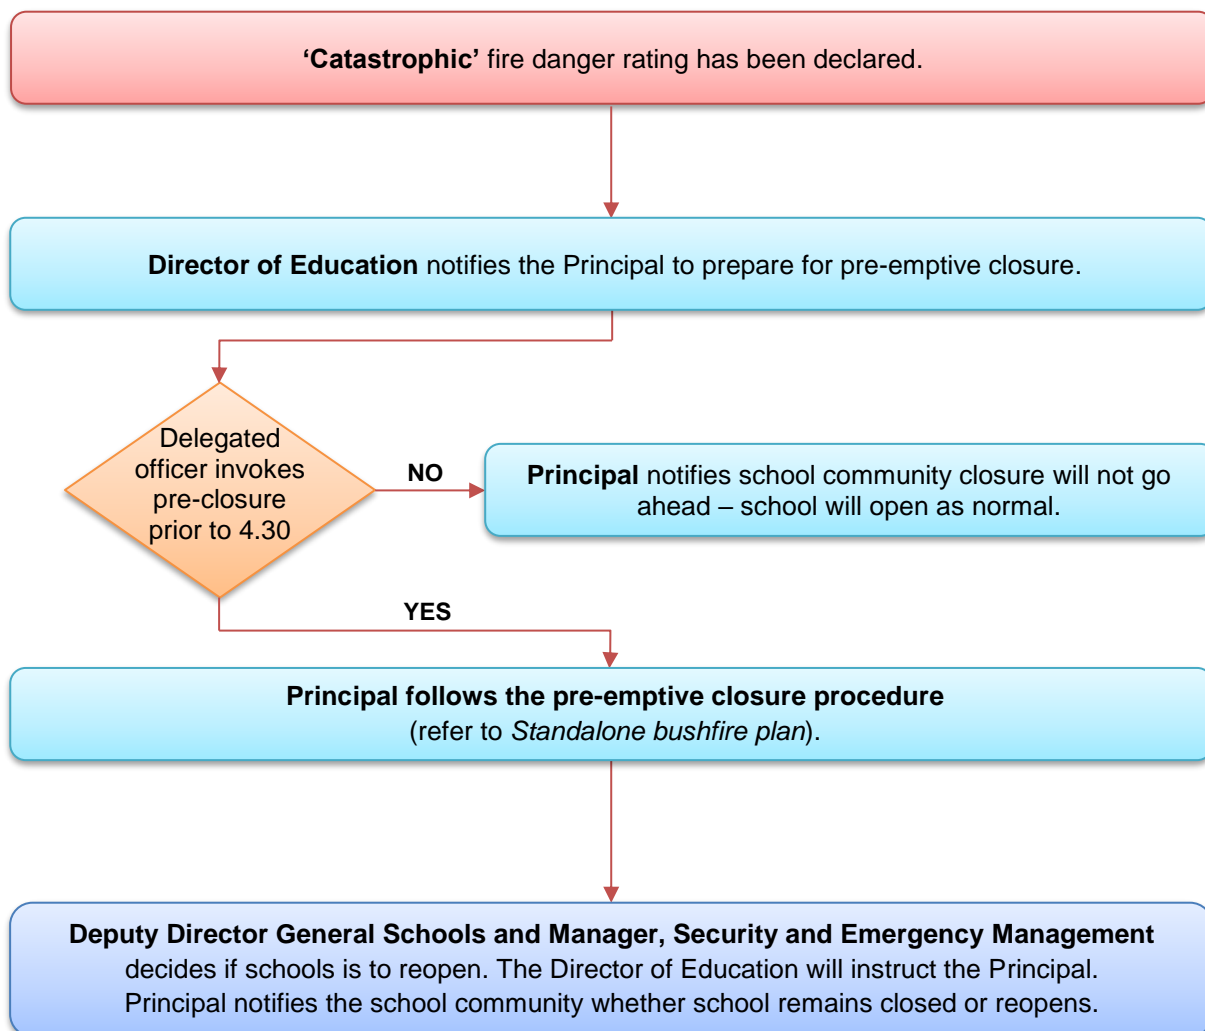 ‘Catastrophic’ fire danger rating has been declared.
Director of Education notifies the Principal to prepare for pre-emptive closure.
Delegated
officer invokes
pre-closure
prior to 4.30
NO
Principal notifies school community closure will not go
ahead – school will open as normal.
YES
Principal follows the pre-emptive closure procedure
(refer to Standalone bushfire plan).
Deputy Director General Schools and Manager, Security and Emergency Management
decides if schools is to reopen. The Director of Education will instruct the Principal.
Principal notifies the school community whether school remains closed or reopens.